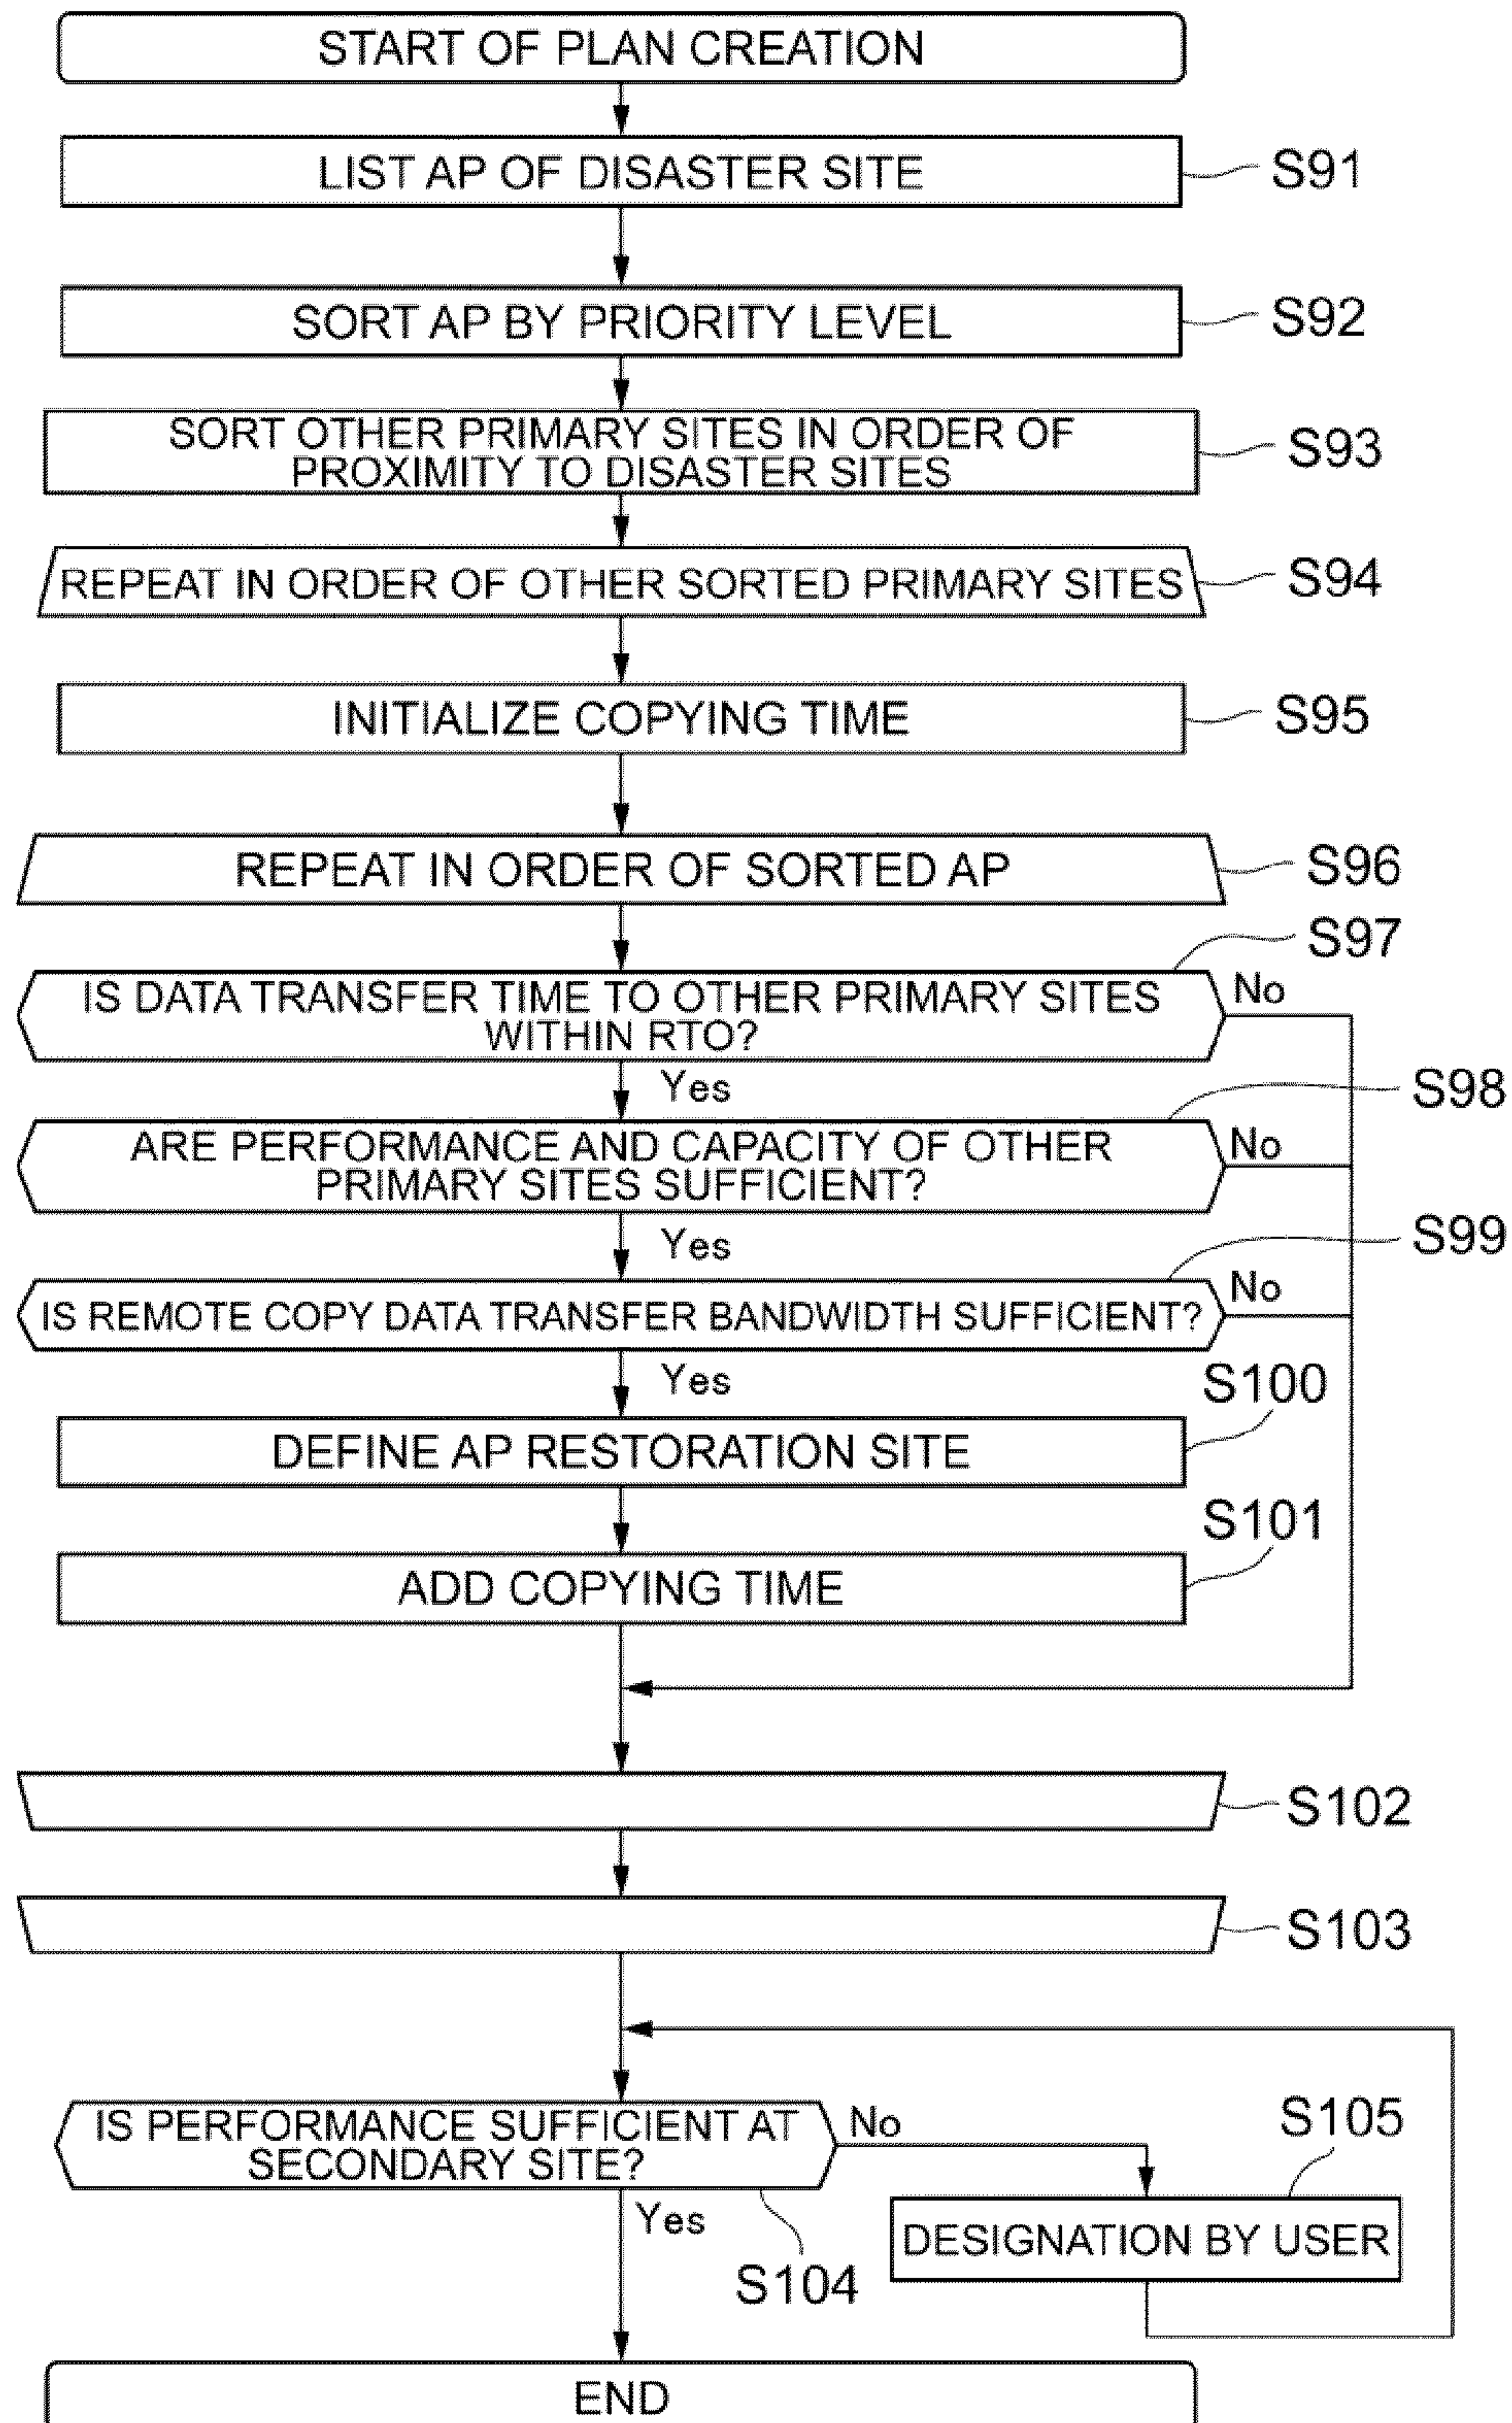 START OF PLAN CREATION
LIST AP OF DISASTER SITE
S91
SORT AP BY PRIORITY LEVEL
S92
SORT OTHER PRIMARY SITES IN ORDER OF
PROXIMITY TO DISASTER SITES
S93
REPEAT IN ORDER OF OTHER SORTED PRIMARY SITES
S94
INITIALIZE COPYING TIME
S95
REPEAT IN ORDER OF SORTED AP
S96
S97
IS DATA TRANSFER TIME TO OTHER PRIMARY SITES
WITHIN RTO?
No
Yes
S98
ARE PERFORMANCE AND CAPACITY OF OTHER
PRIMARY SITES SUFFICIENT?
No
Yes
S99
IS REMOTE COPY DATA TRANSFER BANDWIDTH SUFFICIENT?
No
Yes
S100
DEFINE AP RESTORATION SITE
S101
ADD COPYING TIME
S102
S103
IS PERFORMANCE SUFFICIENT AT
SECONDARY SITE?
No
S105
Yes
DESIGNATION BY USER
S104
END